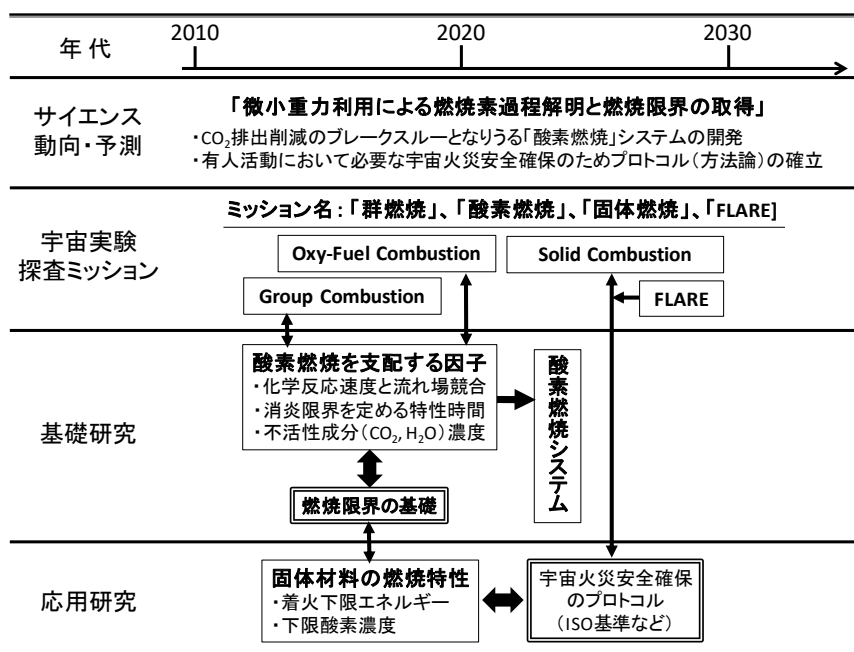 年 代
2010
2020
2030
サイエンス
動向・予測
「微小重力利用による燃焼素過程解明と燃焼限界の取得」
・CO₂排出削減のブレークスルーとなりうる「酸素燃焼」システムの開発
・有人活動において必要な宇宙火災安全確保のためプロトコル（方法論）の確立
宇宙実験
探査ミッション
ミッション名：「群燃焼」、「酸素燃焼」、「固体燃焼」、「FLARE]
Oxy-Fuel Combustion
Solid Combustion
Group Combustion
FLARE
基礎研究
酸素燃焼を支配する因子
・化学反応速度と流れ場競合
・消炎限界を定める特性時間
・不活性成分（CO₂, H₂O）濃度
酸素燃焼システム
燃焼限界の基礎
応用研究
固体材料の燃焼特性
・着火下限エネルギー
・下限酸素濃度
宇宙火災安全確保
のプロトコル
（ISO基準など）